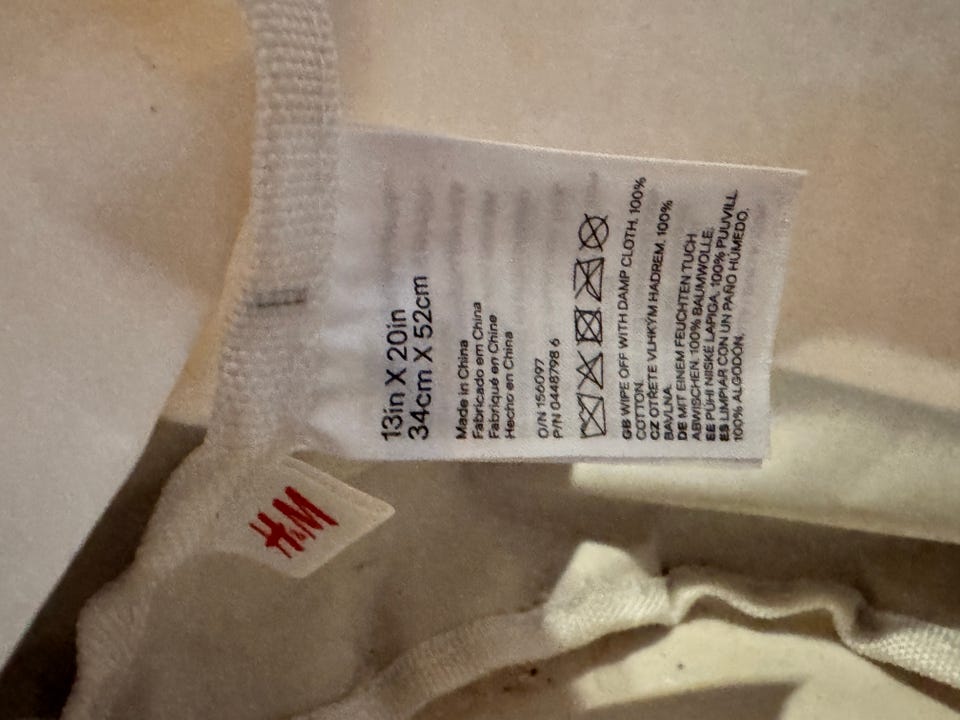 H&M
13in X 20in
34cm X 52cm
Made in China
Fabricado em China
Fabriqué en Chine
Hecho en China
O/N 156097
P/N 0448798 6
GB WIPE OFF WITH DAMP CLOTH. 100%
COTTON.
CZ OTŘETE VLHKÝM HADREM. 100%
BAVLNA.
DE MIT EINEM FEUCHTEN TUCH
ABWISCHEN. 100% BAUMWOLLE.
EE PÜHI NIISKE LAPIGA. 100% PUUVILL
ES LIMPIAR CON UN PAÑO HÚMEDO.
100% ALGODÓN.